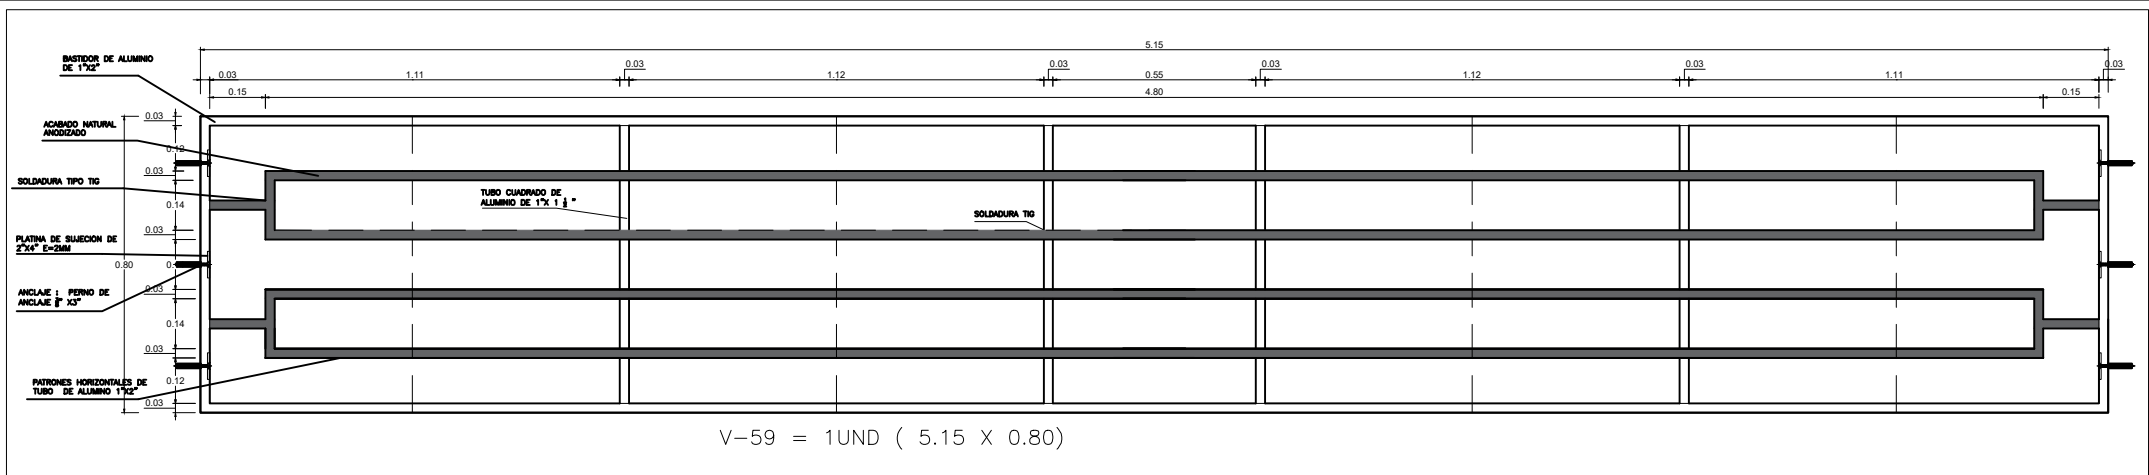 5.15
0.03
1.11
0.03
1.12
0.03
0.55
0.03
1.12
0.03
1.11
0.03
0.15
4.80
0.15
BASTIDOR DE ALUMINIO
DE 1"X2"
ACABADO NATURAL
ANODIZADO
SOLDADURA TIPO TIG
PLATINA DE SUJECION DE
2"X4" E=2MM
ANCLAJE : PERNO DE
ANCLAJE X3"
PATRONES HORIZONTALES DE
TUBO DE ALUMINO 1"X2"
0.80
0.03
0.12
0.03
0.14
0.03
0.03
0.14
0.03
0.12
0.03
TUBO CUADRADO DE
ALUMINIO DE 1"X 1 ½ "
SOLDADURA TIG
V-59 = 1UND ( 5.15 X 0.80)